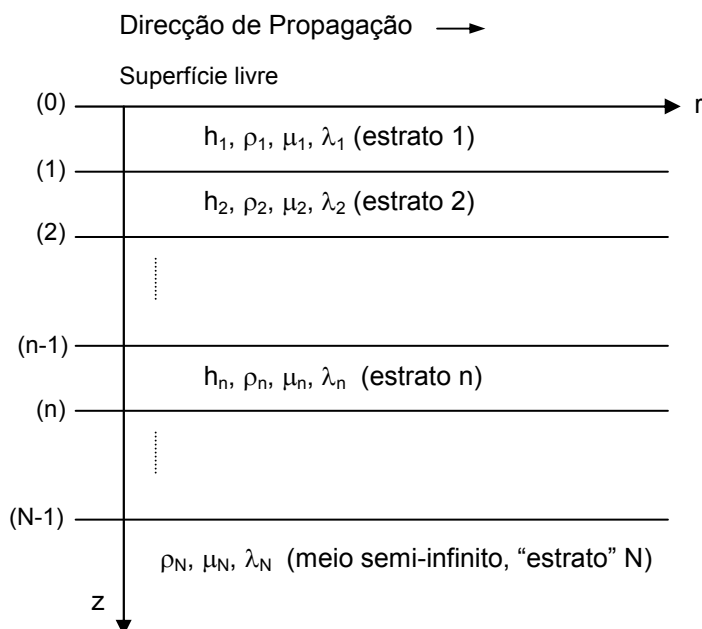 Direcção de Propagação
Superfície livre
(0)
r
h1, ρ1, μ1, λ1 (estrato 1)
(1)
h2, ρ2, μ2, λ2 (estrato 2)
(2)
(n-1)
hn, ρn, μn, λn (estrato n)
(n)
(N-1)
ρN, μN, λN (meio semi-infinito, “estrato” N)
z